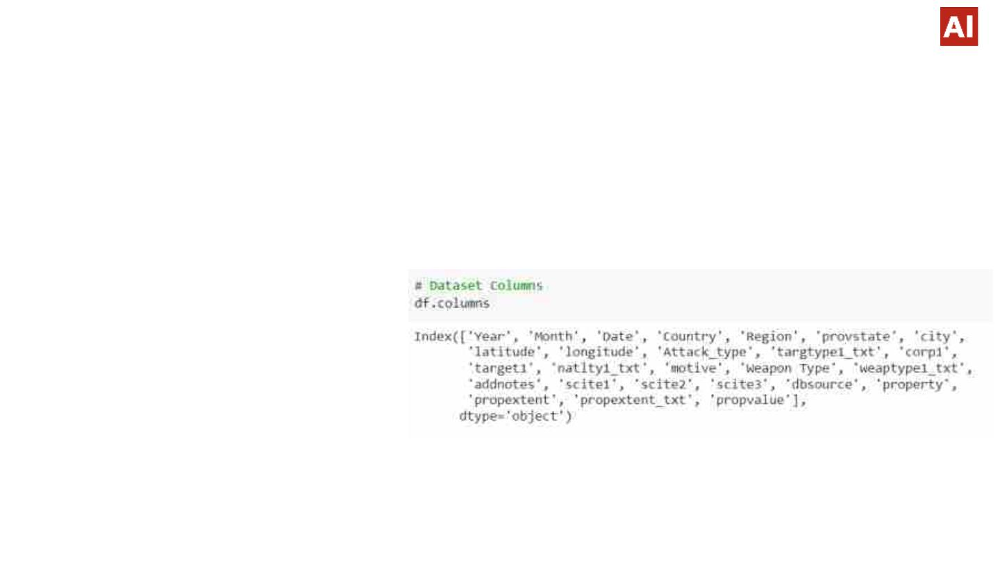 AI
# Dataset Columns
df.columns
Index(['Year', 'Month', 'Date', 'Country', 'Region', 'provstate', 'city',
'latitude', 'longitude', 'Attack_type', 'targtype1_txt', 'corp1',
'target1', 'natlty1_txt', 'motive', 'Weapon Type', 'weaptype1_txt',
'addnotes', 'scite1', 'scite2', 'scite3', 'dbsource', 'property',
'propextent', 'propextent_txt', 'propvalue'],
dtype='object')